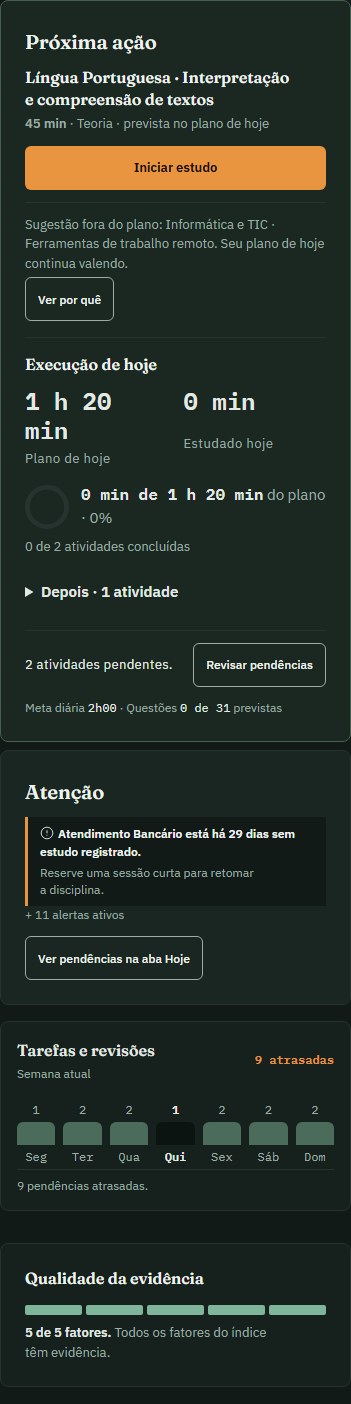 Próxima ação
Língua Portuguesa · Interpretação
e compreensão de textos
45 min · Teoria · prevista no plano de hoje
Iniciar estudo
Sugestão fora do plano: Informática e TIC ·
Ferramentas de trabalho remoto. Seu plano de hoje
continua valendo.
Ver por quê
Execução de hoje
1 h 20
min
Plano de hoje
0 min
Estudado hoje
0 min de 1 h 20 min do plano
· 0%
0 de 2 atividades concluídas
Depois · 1 atividade
2 atividades pendentes.
Revisar pendências
Meta diária 2h00 · Questões 0 de 31 previstas
Atenção
Atendimento Bancário está há 29 dias sem
estudo registrado.
Reserve uma sessão curta para retomar
a disciplina.
+ 11 alertas ativos
Ver pendências na aba Hoje
Tarefas e revisões
Semana atual
9 atrasadas
1 2 2 1 2 2 2
Seg Ter Qua Qui Sex Sáb Dom
9 pendências atrasadas.
Qualidade da evidência
5 de 5 fatores. Todos os fatores do índice
têm evidência.